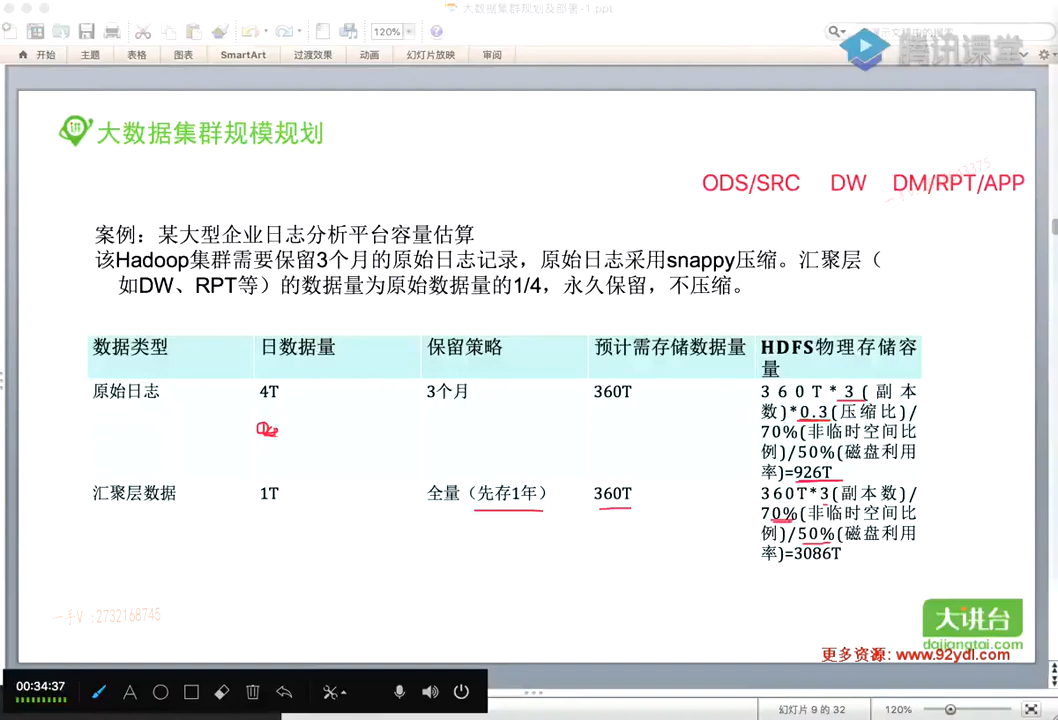 大数据集群规划及部署-1.ppt
120%
开始
主题
表格
图表
SmartArt
过渡效果
动画
幻灯片放映
审阅
腾讯课堂
大数据集群规模规划
ODS/SRC DW DM/RPT/APP
案例：某大型企业日志分析平台容量估算
该Hadoop集群需要保留3个月的原始日志记录，原始日志采用snappy压缩。汇聚层（
如DW、RPT等）的数据量为原始数据量的1/4，永久保留，不压缩。
数据类型 日数据量 保留策略 预计需存储数据量 HDFS物理存储容
量
原始日志 4T 3个月 360T 360T*3(副本
数)*0.3(压缩比)/
70%(非临时空间比
例)/50%(磁盘利用
率)=926T
汇聚层数据 1T 全量（先存1年） 360T 360T*3(副本数)/
70%(非临时空间比
例)/50%(磁盘利用
率)=3086T
一手V :2732168745
大讲台
dajiangtai.com
更多资源: www.92ydl.com
00:34:37
幻灯片 9 的 32
120%